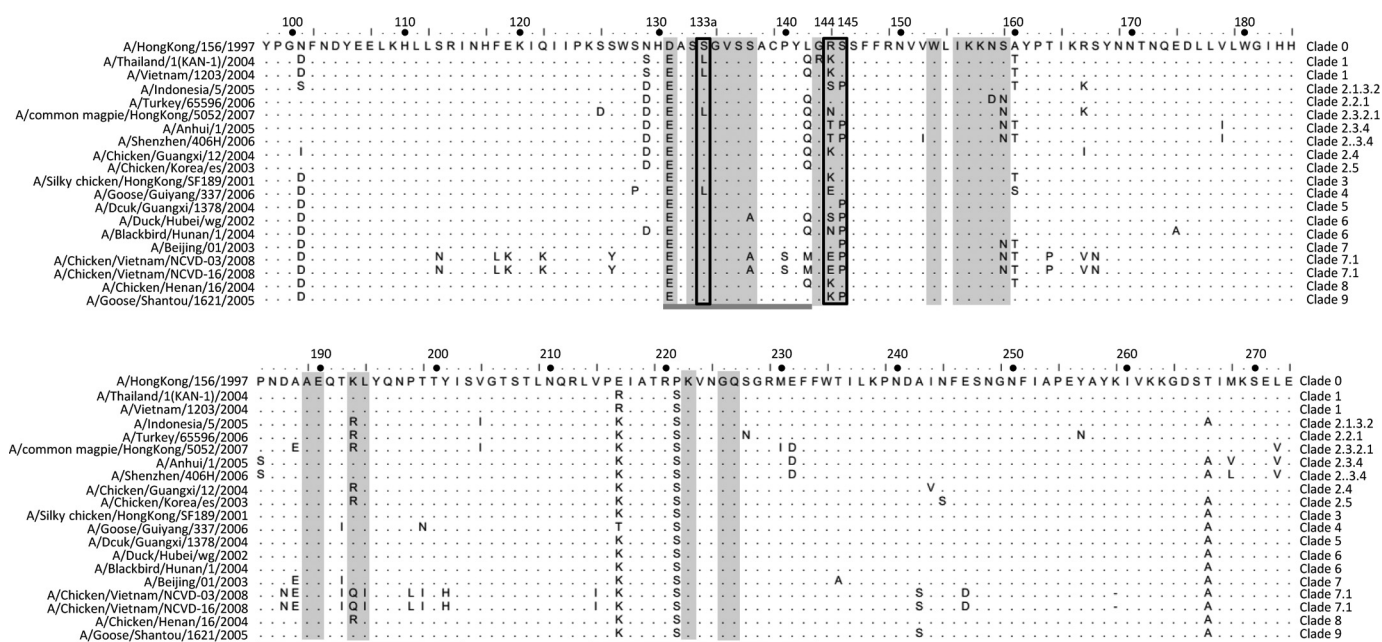 100 110 120 130 133a 140 144 145 150 160 170 180
A/HongKong/156/1997 YPGNFNDYEELKHLLSRINHFEKIQIIPKSSWSNHDASSSGVSSACPYLGRSSFFRNVVWLIKKNSAYPTIKRSYNNTNQEDLLVLWGIHH Clade 0
A/Thailand/1(KAN-1)/2004 D S E L Q R K T Clade 1
A/Vietnam/1203/2004 D S E L Q K T Clade 1
A/Indonesia/5/2005 S D E S P T K Clade 2.1.3.2
A/Turkey/65596/2006 D D E Q D N Clade 2.2.1
A/common magpie/HongKong/5052/2007 D D D E L Q N N K Clade 2.3.2.1
A/Anhui/1/2005 D D E Q T P N T I Clade 2.3.4
A/Shenzhen/406H/2006 D D E Q T P I N T I Clade 2..3.4
A/Chicken/Guangxi/12/2004 I D E Q K I Clade 2.4
A/Chicken/Korea/es/2003 D E Q Clade 2.5
A/Silky chicken/HongKong/SF189/2001 D E K T Clade 3
A/Goose/Guiyang/337/2006 D P E L E S Clade 4
A/Dcuk/Guangxi/1378/2004 D E P Clade 5
A/Duck/Hubei/wg/2002 D E A Q S P Clade 6
A/Blackbird/Hunan/1/2004 D D E Q N P A Clade 6
A/Beijing/01/2003 D E P N T Clade 7
A/Chicken/Vietnam/NCVD-03/2008 D N L K K Y E A S M E P N T P V N Clade 7.1
A/Chicken/Vietnam/NCVD-16/2008 D N L K K Y E A S M E P N T P V N Clade 7.1
A/Chicken/Henan/16/2004 D E Q K T Clade 8
A/Goose/Shantou/1621/2005 D E K P Clade 9
190 200 210 220 230 240 250 260 270
A/HongKong/156/1997 PNDAAEQTKLYQNPTTYISVGTSTLNQRLVPEIATRPKVNGQSGRMEFFWTILKPNDAINFESNGNFIAPEYAYKIVKKGDSTIMKSELE Clade 0
A/Thailand/1(KAN-1)/2004 R S Clade 1
A/Vietnam/1203/2004 R S Clade 1
A/Indonesia/5/2005 R I K S A Clade 2.1.3.2
A/Turkey/65596/2006 R K S N N Clade 2.2.1
A/common magpie/HongKong/5052/2007 E R I K S I D V Clade 2.3.2.1
A/Anhui/1/2005 S K S D A V V Clade 2.3.4
A/Shenzhen/406H/2006 S K S D A L V Clade 2..3.4
A/Chicken/Guangxi/12/2004 R K S V Clade 2.4
A/Chicken/Korea/es/2003 R K S N A Clade 2.5
A/Silky chicken/HongKong/SF189/2001 K S A Clade 3
A/Goose/Guiyang/337/2006 I N T S A Clade 4
A/Dcuk/Guangxi/1378/2004 K S A Clade 5
A/Duck/Hubei/wg/2002 K S A Clade 6
A/Blackbird/Hunan/1/2004 K S A Clade 6
A/Beijing/01/2003 E I K S A A Clade 7
A/Chicken/Vietnam/NCVD-03/2008 N E I Q I L I H I K S S D - A Clade 7.1
A/Chicken/Vietnam/NCVD-16/2008 N E I Q I L I H I K S S D - A Clade 7.1
A/Chicken/Henan/16/2004 R K S A Clade 8
A/Goose/Shantou/1621/2005 K S S A Clade 9